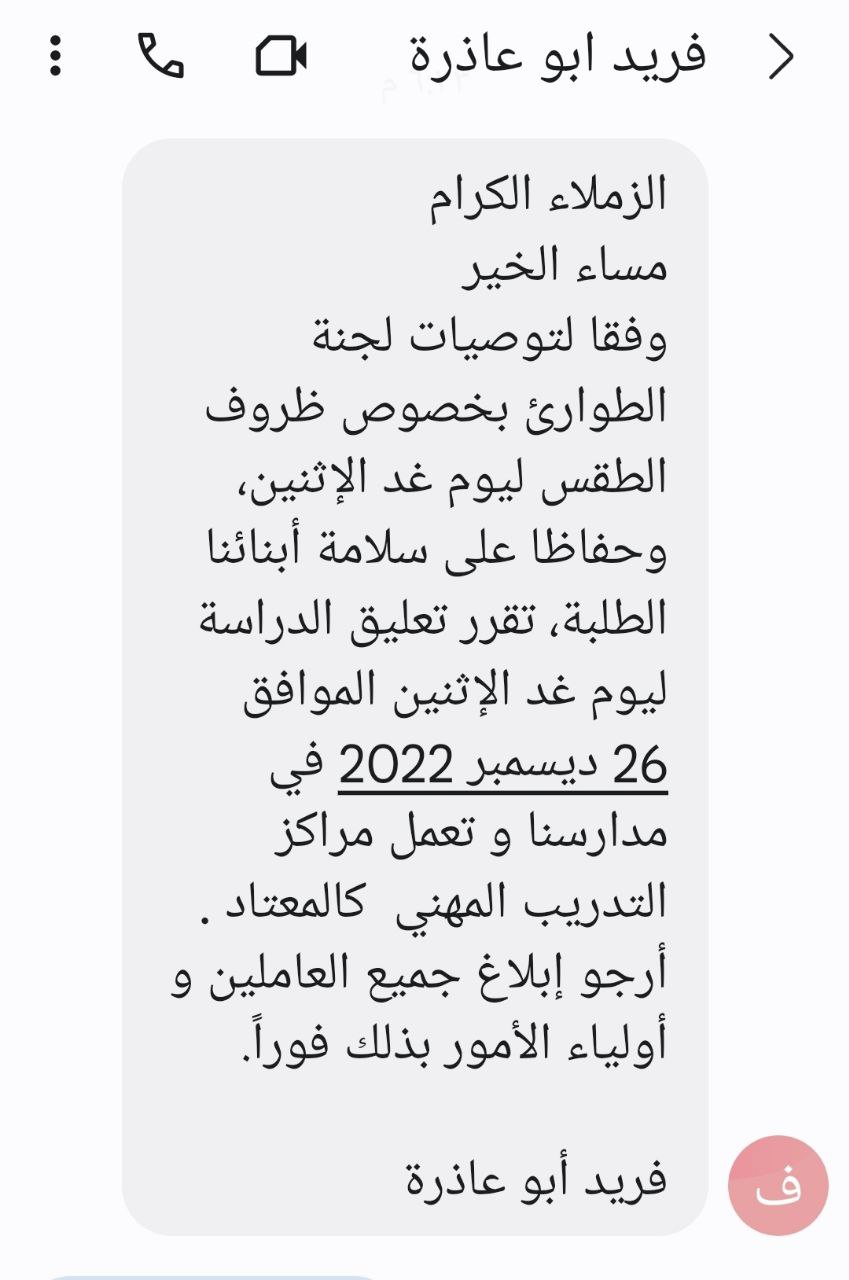 فريد ابو عاذرة
الزملاء الكرام
مساء الخير
وفقا لتوصيات لجنة
الطوارئ بخصوص ظروف
الطقس ليوم غد الإثنين،
وحفاظا على سلامة أبنائنا
الطلبة، تقرر تعليق الدراسة
ليوم غد الإثنين الموافق
26 ديسمبر 2022 في
مدارسنا و تعمل مراكز
التدريب المهني  كالمعتاد .
أرجو إبلاغ جميع العاملين و
أولياء الأمور بذلك فوراً.
فريد أبو عاذرة
ف